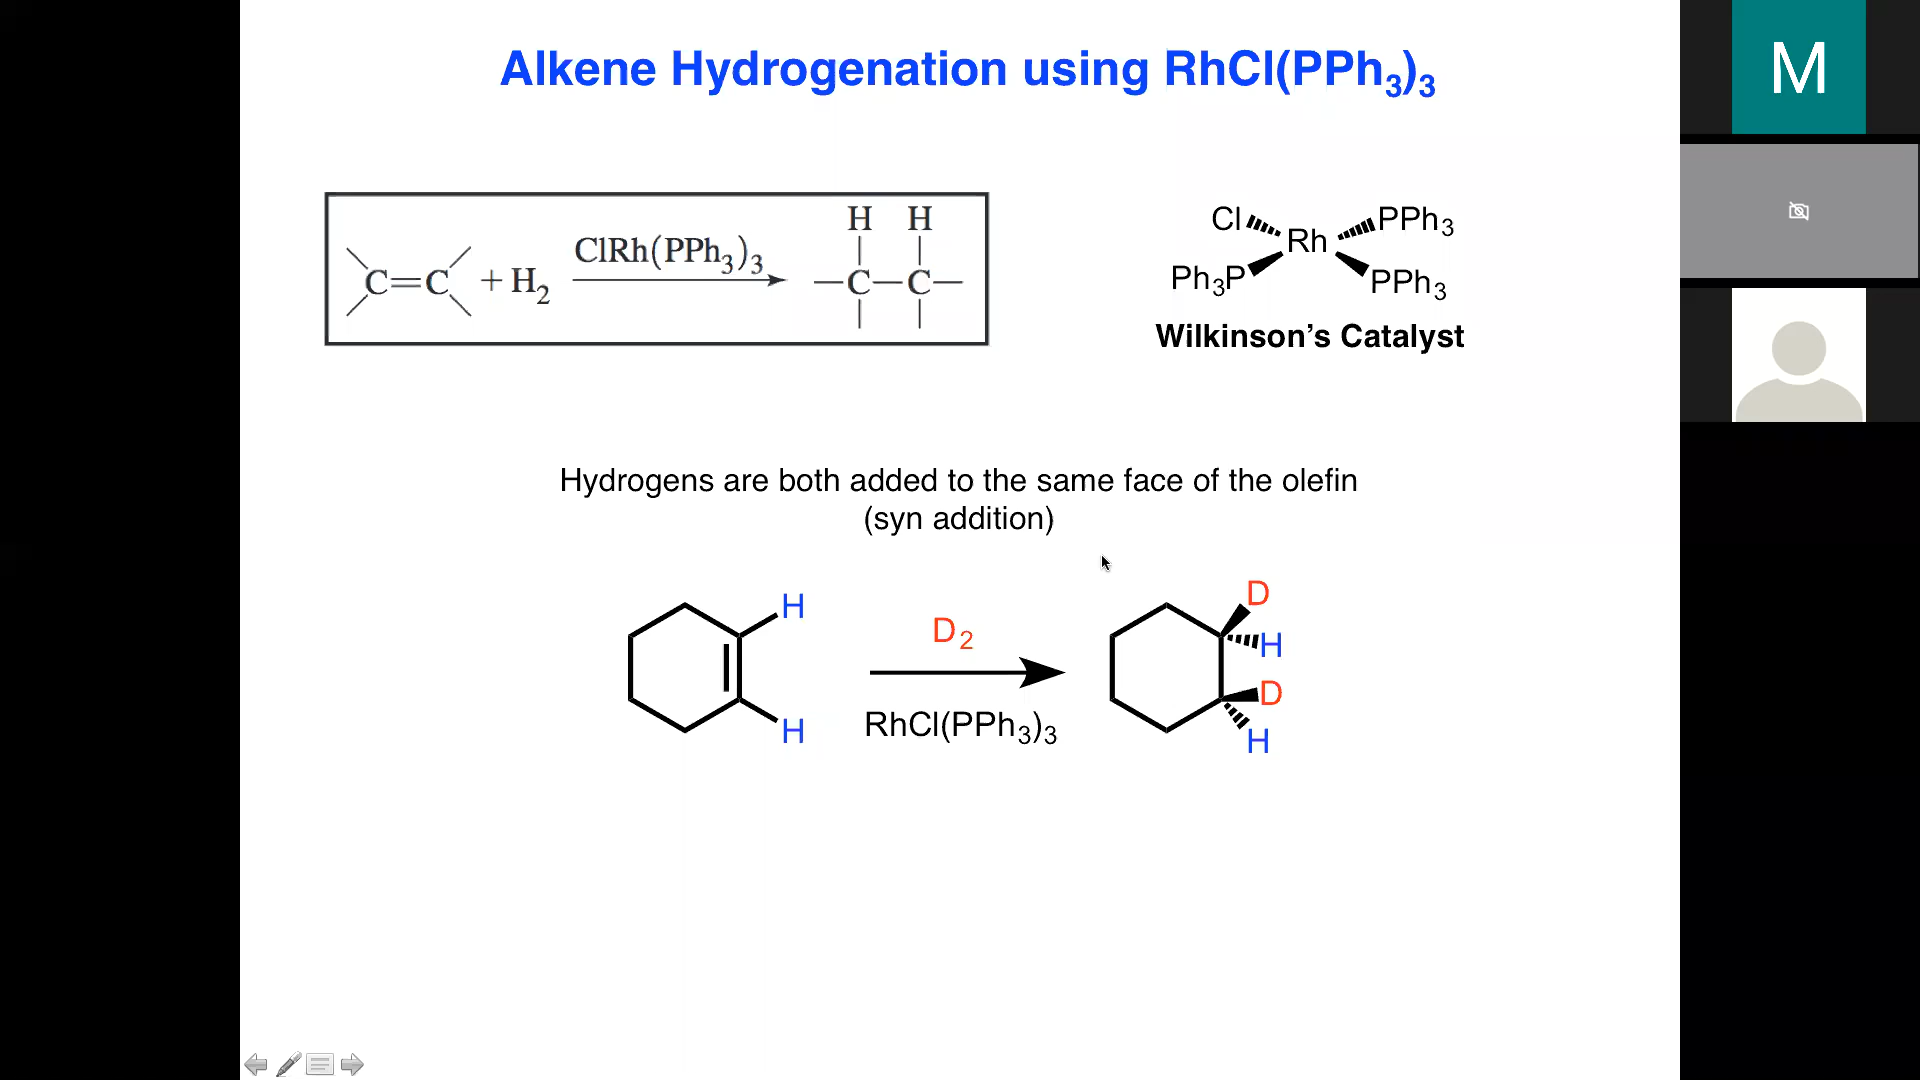 Alkene Hydrogenation using RhCl(PPh3)3
H H
C=C + H2 ClRh(PPh3)3 —C—C—
Cl Rh PPh3
Ph3P PPh3
Wilkinson's Catalyst
Hydrogens are both added to the same face of the olefin
(syn addition)
H D2 D
H
D
H RhCl(PPh3)3 H
M